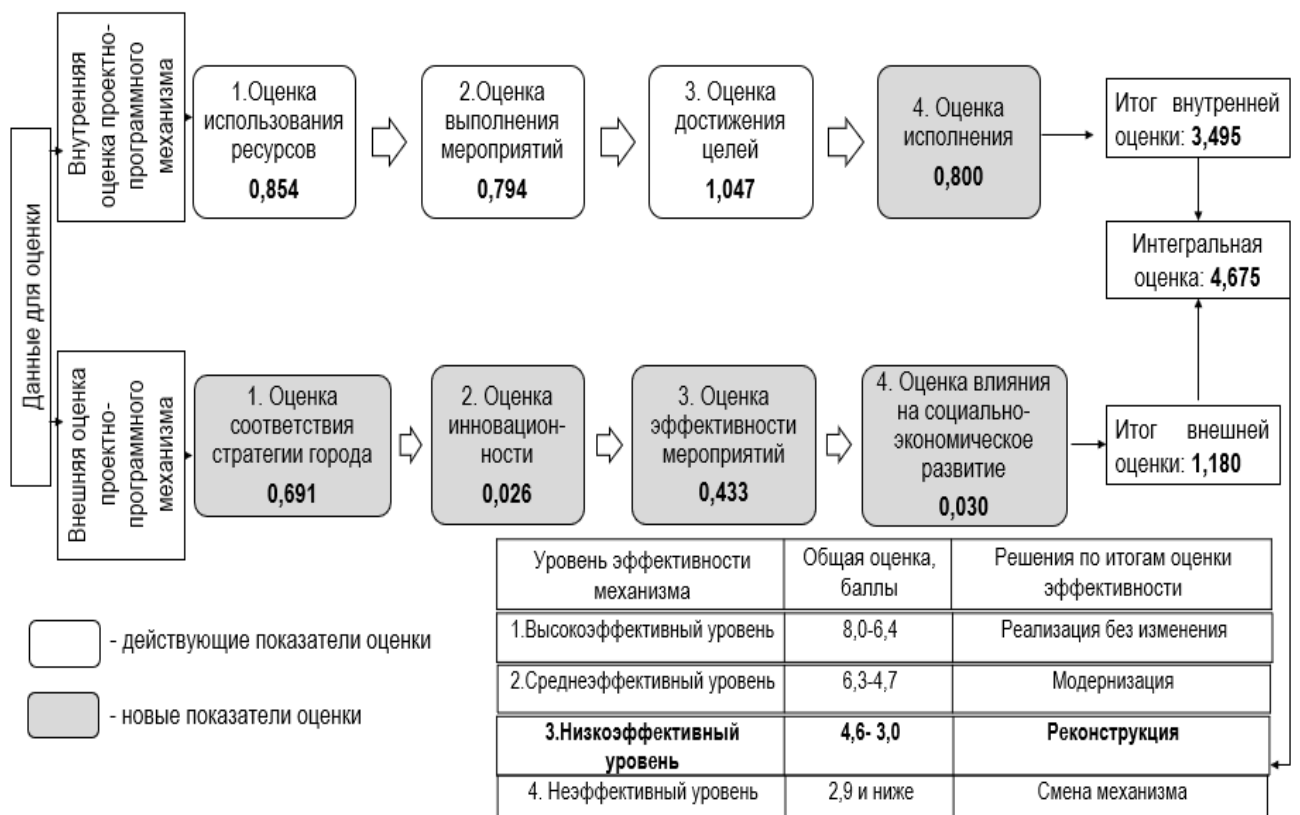 Данные для оценки
Внутренняя
оценка проектно-
программного
механизма
1.Оценка
использования
ресурсов
0,854
2.Оценка
выполнения
мероприятий
0,794
3. Оценка
достижения
целей
1,047
4. Оценка
исполнения
0,800
Итог внутренней
оценки: 3,495
Интегральная
оценка: 4,675
Внешняя оценка
проектно-
программного
механизма
1. Оценка
соответствия
стратегии города
0,691
2. Оценка
инновацион-
ности
0,026
3. Оценка
эффективности
мероприятий
0,433
4. Оценка влияния
на социально-
экономическое
развитие
0,030
Итог внешней
оценки: 1,180
- действующие показатели оценки
- новые показатели оценки
Уровень эффективности
механизма
Общая оценка,
баллы
Решения по итогам оценки
эффективности
1.Высокоэффективный уровень
8,0-6,4
Реализация без изменения
2.Среднеэффективный уровень
6,3-4,7
Модернизация
3.Низкоэффективный
уровень
4,6- 3,0
Реконструкция
4. Неэффективный уровень
2,9 и ниже
Смена механизма